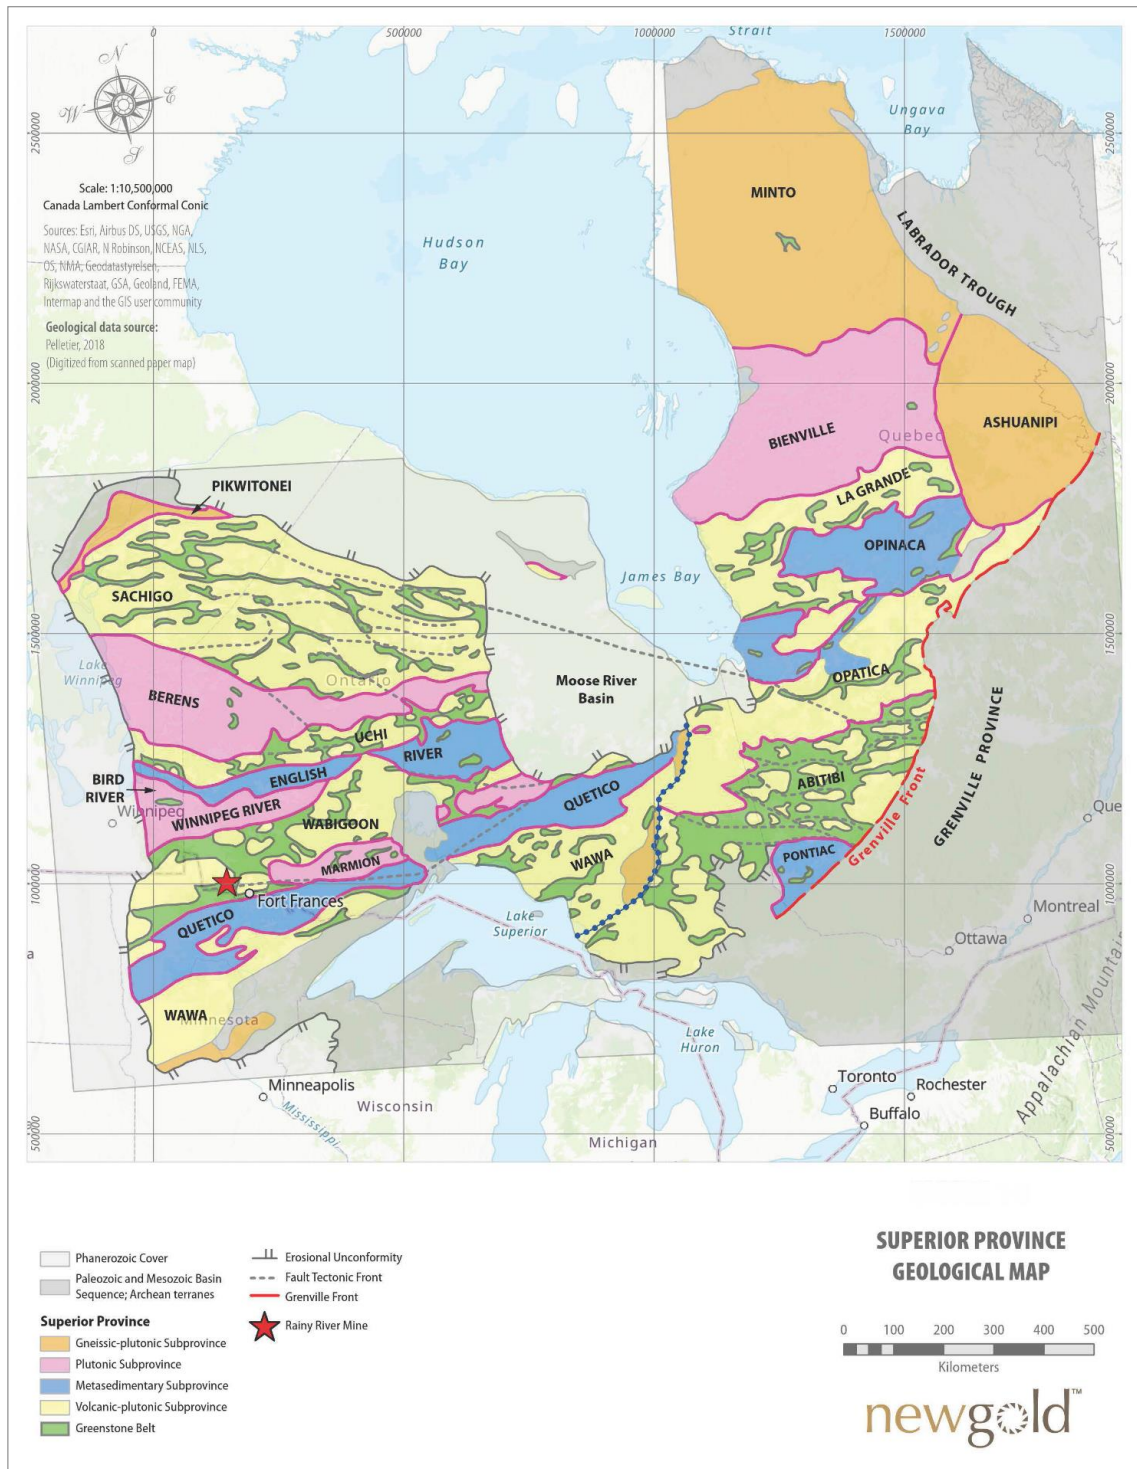 0
500000
1000000
1500000
Strait
N
W
E
S
2500000
2500000
Ungava
Bay
Scale: 1:10,500,000
Canada Lambert Conformal Conic
Sources: Esri, Airbus DS, USGS, NGA,
NASA, CGIAR, N Robinson, NCEAS, NLS,
OS, NMA, Geodatastyrelsen,
Rijkswaterstaat, GSA, Geoland, FEMA,
Intermap and the GIS user community
Geological data source:
Pelletier, 2018
(Digitized from scanned paper map)
MINTO
LABRADOR TROUGH
Hudson
Bay
2000000
2000000
BIENVILLE
Quebec
ASHUANIPI
PIKWITONEI
LA GRANDE
OPINACA
SACHIGO
James Bay
1500000
1500000
Lake
Winnipeg
Ontario
BERENS
Moose River
Basin
OPATICA
UCHI
RIVER
ENGLISH
BIRD
RIVER
Winnipeg
WINNIPEG RIVER
WABIGOON
QUETICO
ABITIBI
GRENVILLE PROVINCE
Grenville Front
Que
MARMION
WAWA
PONTIAC
1000000
1000000
Fort Frances
QUETICO
Lake
Superior
Montreal
Ottawa
a
WAWA
Minnesota
Lake
Huron
Appalachian Mountain
Minneapolis
Mississippi
Wisconsin
Toronto
Rochester
Buffalo
Michigan
500000
500000
Phanerozoic Cover
Paleozoic and Mesozoic Basin
Sequence; Archean terranes
Superior Province
Gneissic-plutonic Subprovince
Plutonic Subprovince
Metasedimentary Subprovince
Volcanic-plutonic Subprovince
Greenstone Belt
Erosional Unconformity
Fault Tectonic Front
Grenville Front
Rainy River Mine
SUPERIOR PROVINCE
GEOLOGICAL MAP
0 100 200 300 400 500
Kilometers
newgold™